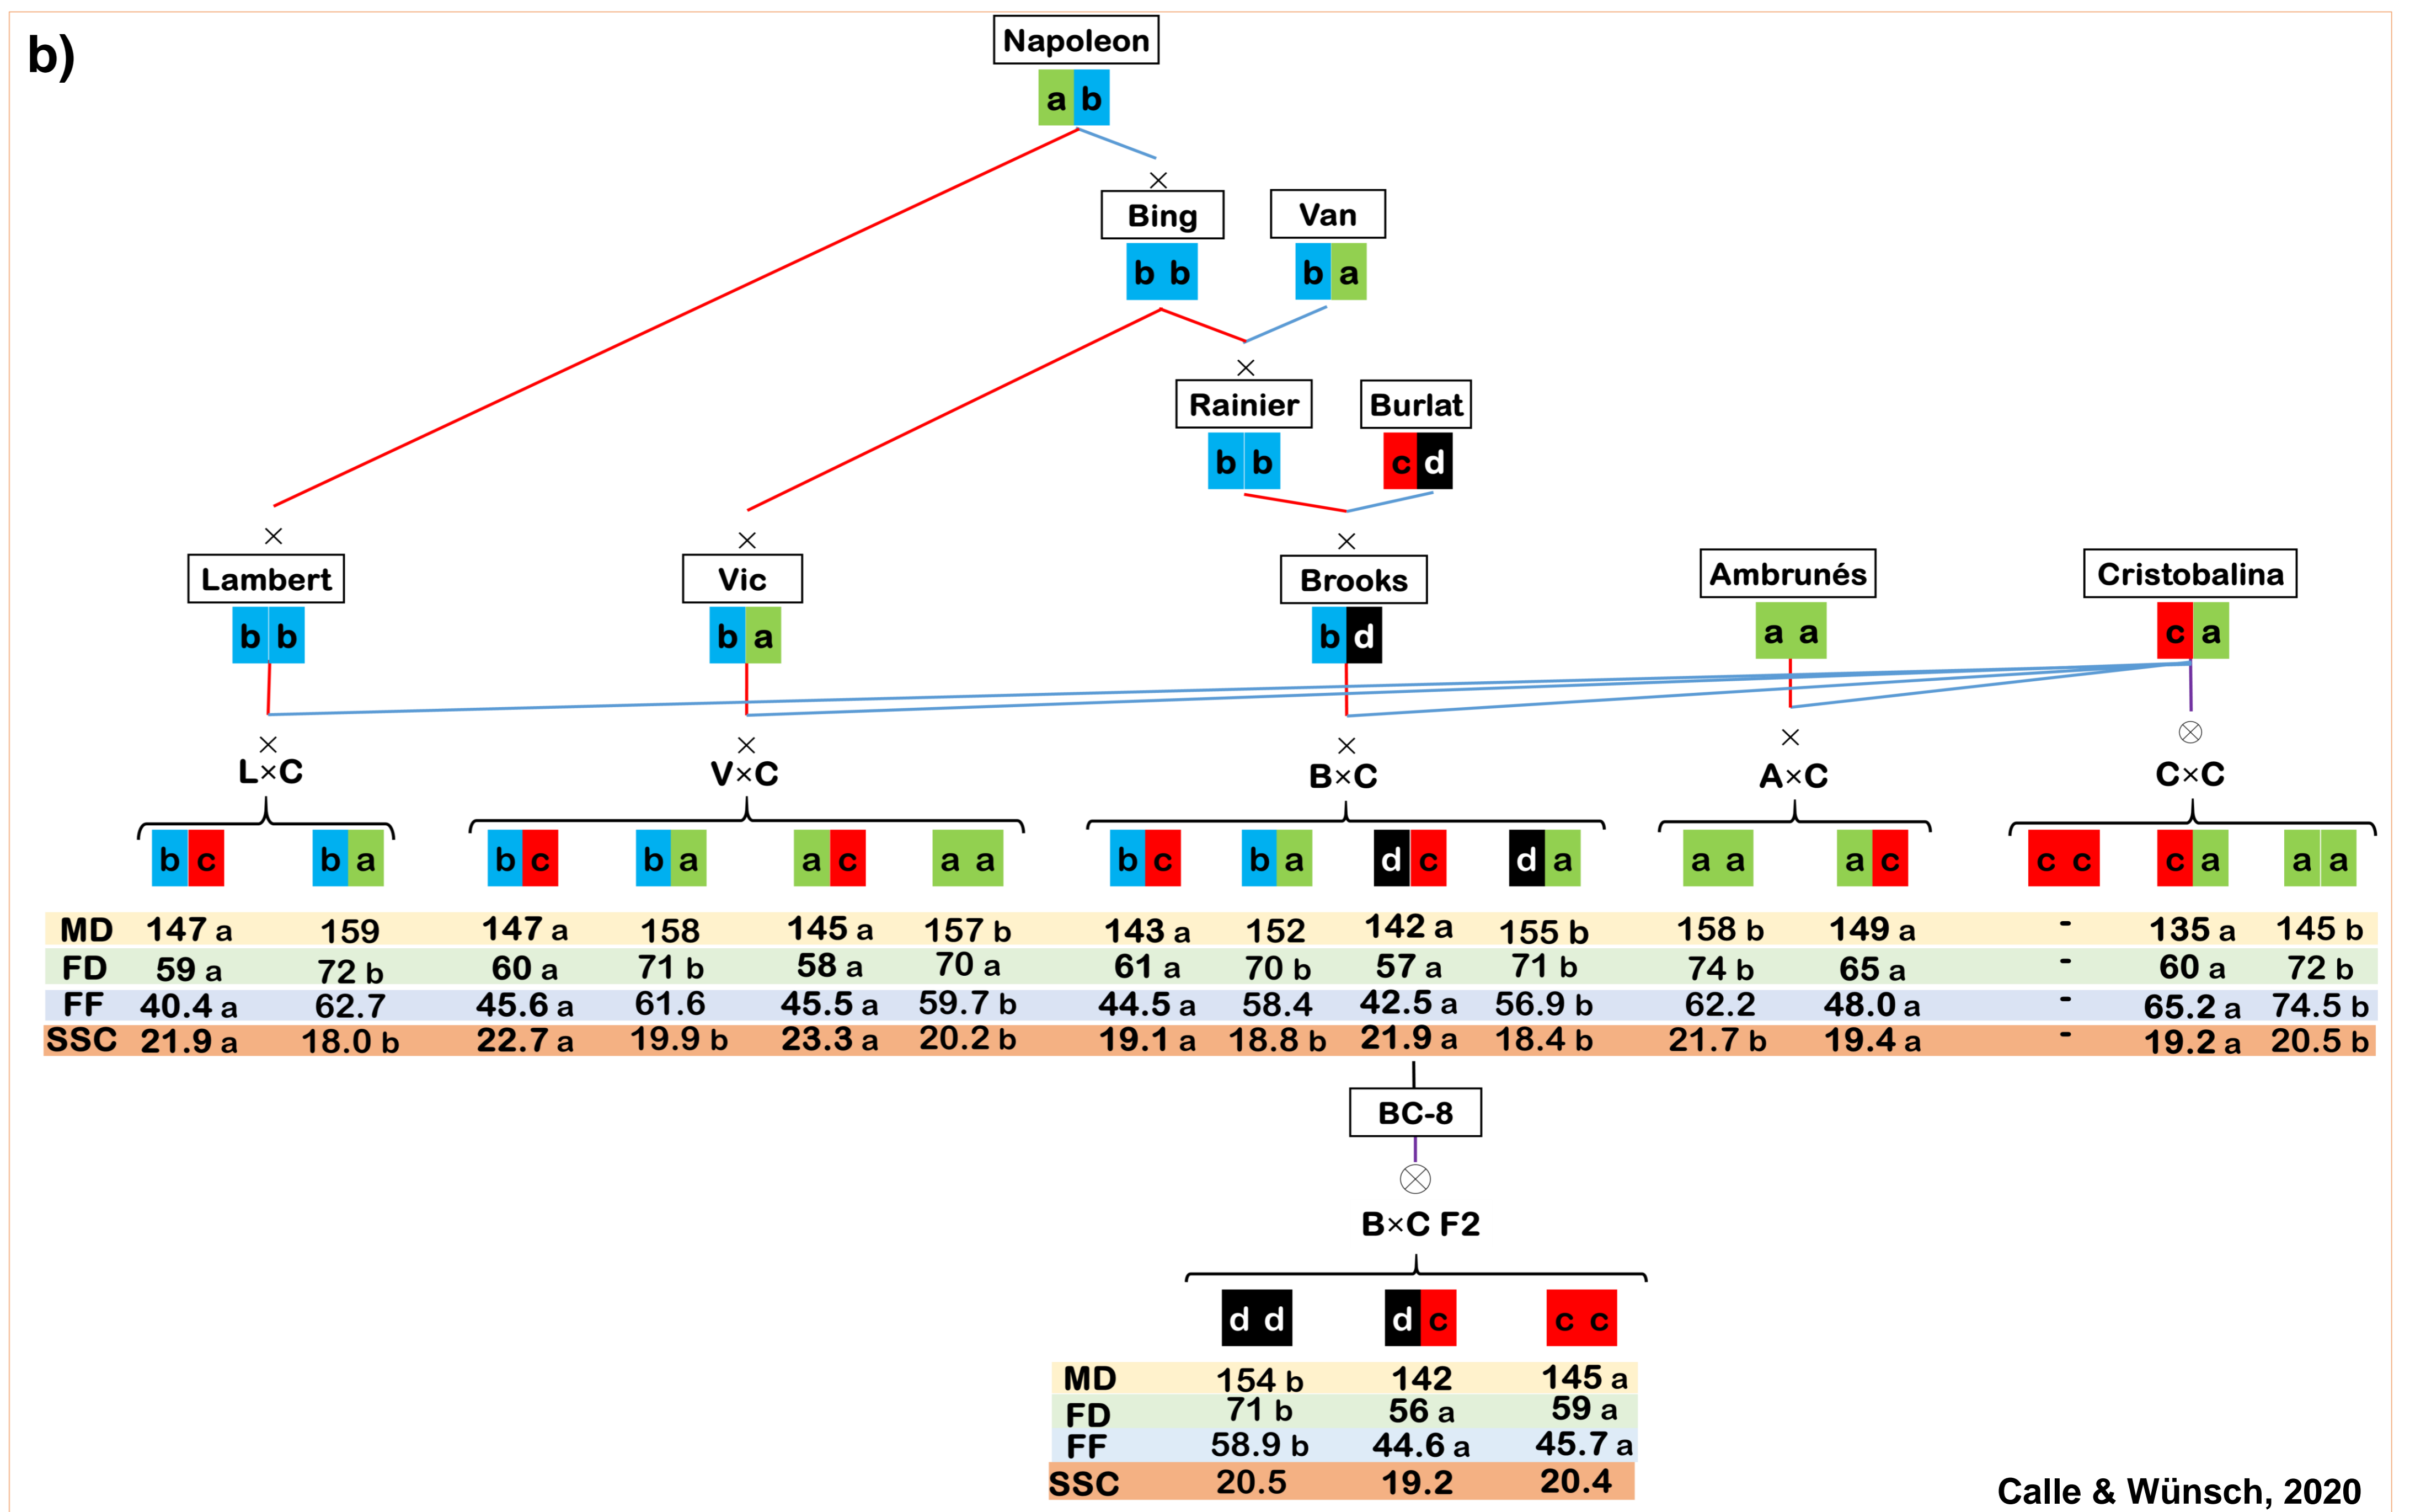 b)
Napoleon
a b
×
Bing
Van
b b
b a
×
Rainier
Burlat
b b
c d
×
×
×
Lambert
Vic
Brooks
Ambrunés
Cristobalina
b b
b a
b d
a a
c a
×
×
×
×
⊗
L×C
V×C
B×C
A×C
C×C
b c
b a
b c
b a
a c
a a
b c
b a
d c
d a
a a
a c
c c
c a
a a
MD 147 a 159 147 a 158 145 a 157 b 143 a 152 142 a 155 b 158 b 149 a - 135 a 145 b
FD 59 a 72 b 60 a 71 b 58 a 70 a 61 a 70 b 57 a 71 b 74 b 65 a - 60 a 72 b
FF 40.4 a 62.7 45.6 a 61.6 45.5 a 59.7 b 44.5 a 58.4 42.5 a 56.9 b 62.2 48.0 a - 65.2 a 74.5 b
SSC 21.9 a 18.0 b 22.7 a 19.9 b 23.3 a 20.2 b 19.1 a 18.8 b 21.9 a 18.4 b 21.7 b 19.4 a - 19.2 a 20.5 b
BC-8
⊗
B×C F2
d d
d c
c c
MD 154 b 142 145 a
FD 71 b 56 a 59 a
FF 58.9 b 44.6 a 45.7 a
SSC 20.5 19.2 20.4
Calle & Wünsch, 2020